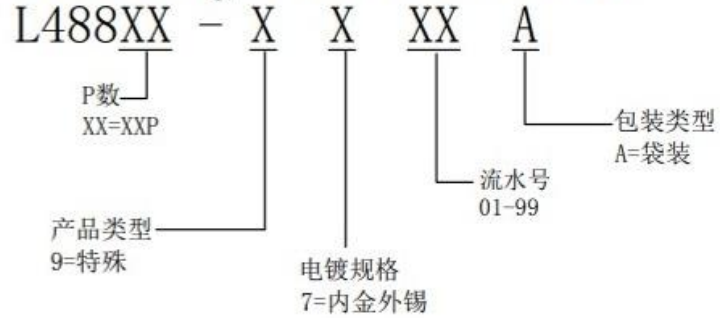 L488XX - X X XX A
P数
XX=XXP
包装类型
A=袋装
流水号
01-99
产品类型
9=特殊
电镀规格
7=内金外锡